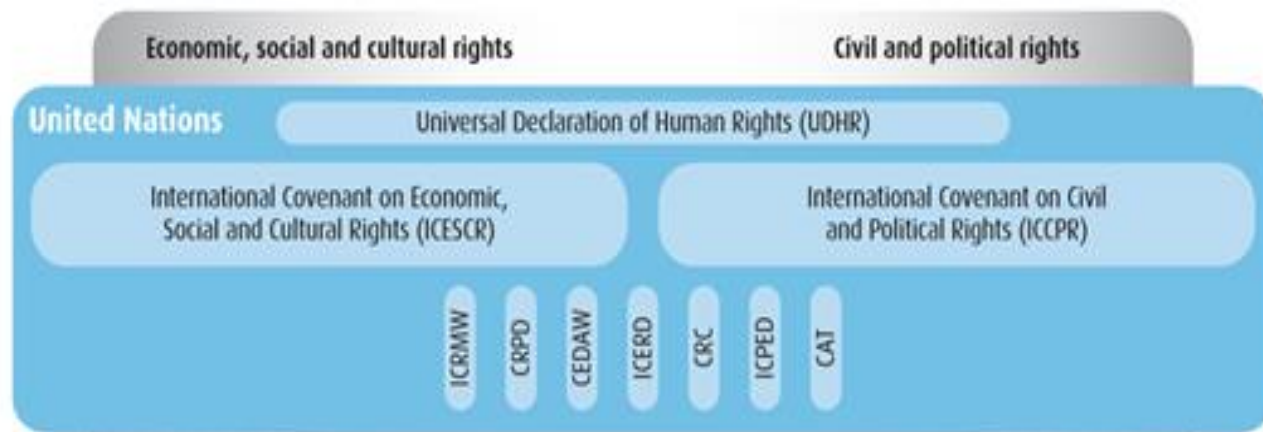 Economic, social and cultural rights
Civil and political rights
United Nations
Universal Declaration of Human Rights (UDHR)
International Covenant on Economic,
Social and Cultural Rights (ICESCR)
International Covenant on Civil
and Political Rights (ICCPR)
ICRMW
CRPD
CEDAW
ICERD
CRC
ICPED
CAT